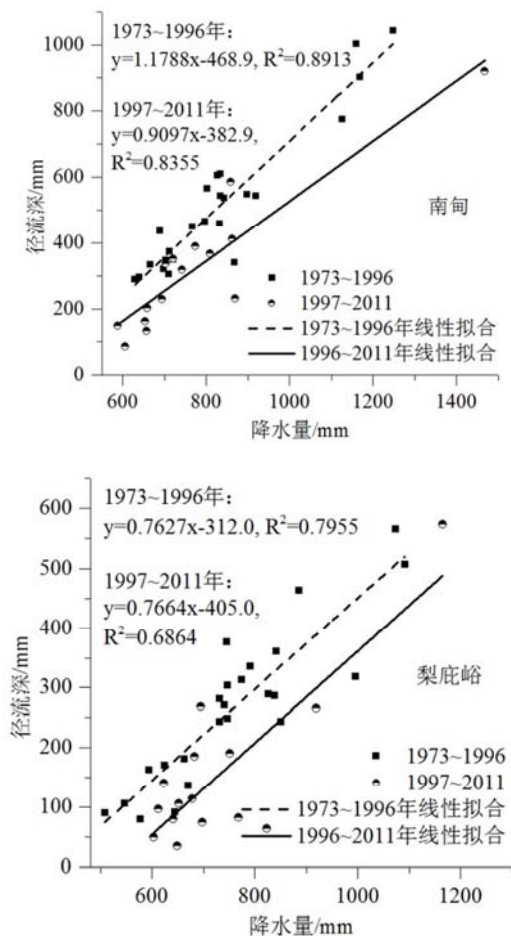 1973~1996年：
y=1.1788x-468.9, R²=0.8913
1997~2011年：
y=0.9097x-382.9,
R²=0.8355
南甸
1973~1996
1997~2011
1973~1996年线性拟合
1996~2011年线性拟合
径流深/mm
1000
800
600
400
200
0
600 800 1000 1200 1400
降水量/mm
1973~1996年：
y=0.7627x-312.0, R²=0.7955
1997~2011年：
y=0.7664x-405.0,
R²=0.6864
梨庇峪
1973~1996
1997~2011
1973~1996年线性拟合
1996~2011年线性拟合
径流深/mm
600
500
400
300
200
100
0
600 800 1000 1200
降水量/mm